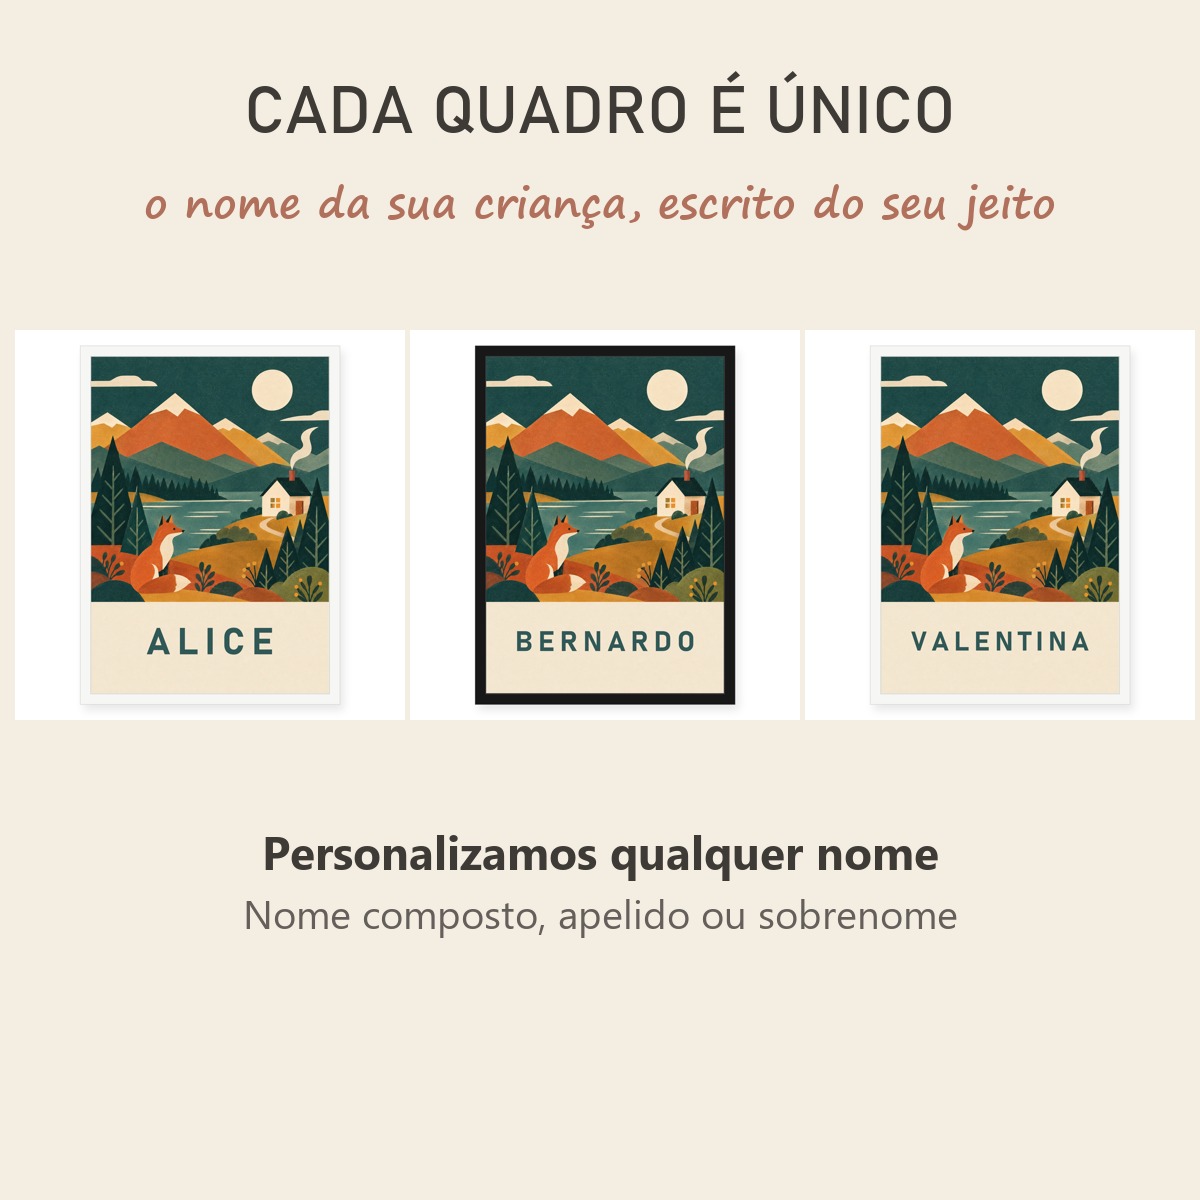 CADA QUADRO É ÚNICO
o nome da sua criança, escrito do seu jeito
ALICE
BERNARDO
VALENTINA
Personalizamos qualquer nome
Nome composto, apelido ou sobrenome